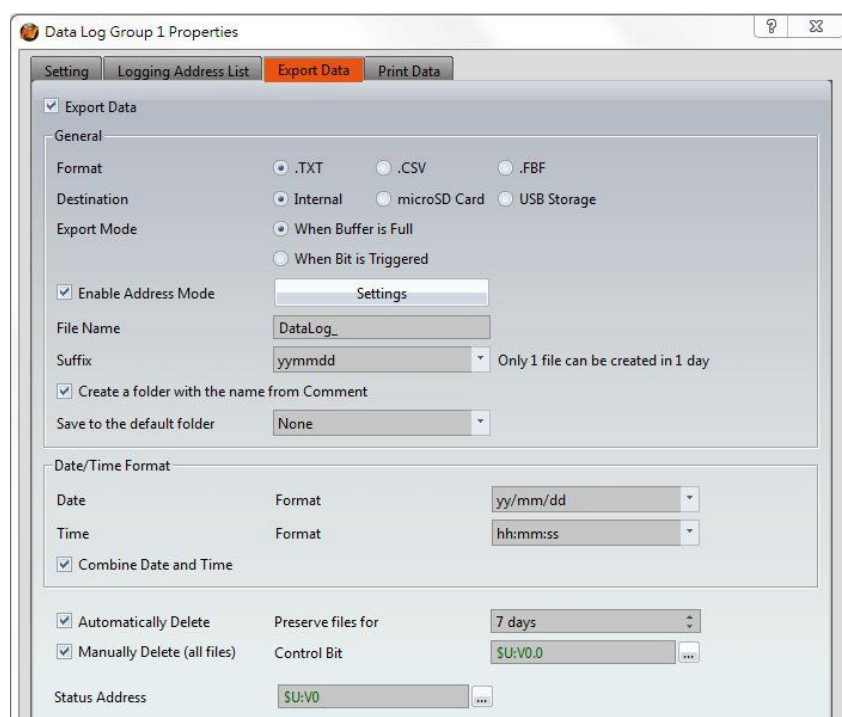 Data Log Group 1 Properties
Setting Logging Address List Export Data Print Data
Export Data
General
Format .TXT .CSV .FBF
Destination Internal microSD Card USB Storage
Export Mode When Buffer is Full
When Bit is Triggered
Enable Address Mode Settings
File Name DataLog_
Suffix yymmdd Only 1 file can be created in 1 day
Create a folder with the name from Comment
Save to the default folder None
Date/Time Format
Date Format yy/mm/dd
Time Format hh:mm:ss
Combine Date and Time
Automatically Delete Preserve files for 7 days
Manually Delete (all files) Control Bit $U:V0.0 ...
Status Address $U:V0 ...